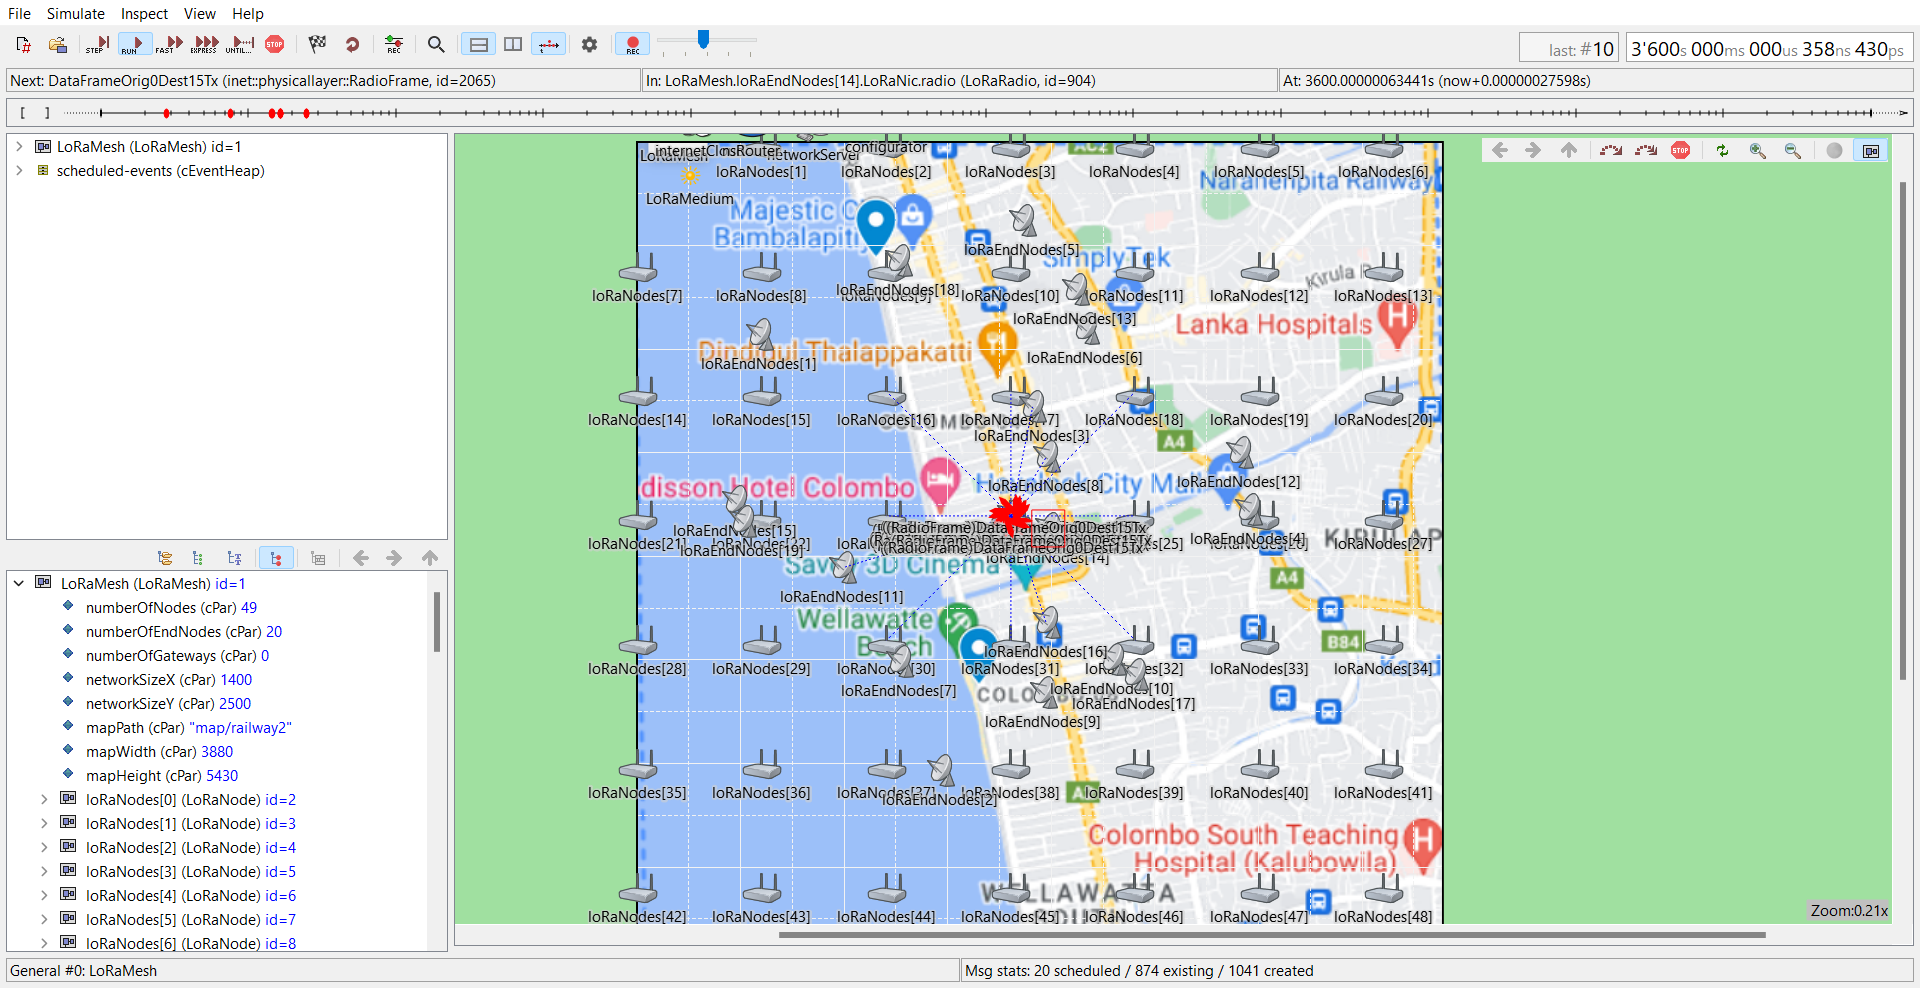 File Simulate Inspect View Help
STEP RUN FAST EXPRESS UNTIL... STOP REC REC
last: #10
3'600s 000ms 000us 358ns 430ps
Next: DataFrameOrig0Dest15Tx (inet::physicallayer::RadioFrame, id=2065)
In: LoRaMesh.loRaEndNodes[14].LoRaNic.radio (LoRaRadio, id=904)
At: 3600.00000063441s (now+0.00000027598s)
LoRaMesh (LoRaMesh) id=1
scheduled-events (cEventHeap)
LoRaMesh (LoRaMesh) id=1
numberOfNodes (cPar) 49
numberOfEndNodes (cPar) 20
numberOfGateways (cPar) 0
networkSizeX (cPar) 1400
networkSizeY (cPar) 2500
mapPath (cPar) "map/railway2"
mapWidth (cPar) 3880
mapHeight (cPar) 5430
loRaNodes[0] (LoRaNode) id=2
loRaNodes[1] (LoRaNode) id=3
loRaNodes[2] (LoRaNode) id=4
loRaNodes[3] (LoRaNode) id=5
loRaNodes[4] (LoRaNode) id=6
loRaNodes[5] (LoRaNode) id=7
loRaNodes[6] (LoRaNode) id=8
LoRaMesh
networkServer
configurator
loRaNodes[1] loRaNodes[2] loRaNodes[3] loRaNodes[4] loRaNodes[5] loRaNodes[6]
Narahenpita Railway
LoRaMedium
Majestic
Bambalapiti
loRaEndNodes[5]
SimplyTek
Kirula
loRaEndNodes[18]
loRaNodes[7] loRaNodes[8] loRaNodes[9] loRaNodes[10] loRaNodes[11] loRaNodes[12] loRaNodes[13]
loRaEndNodes[13]
Lanka Hospitals
Dindigul Thalappakatti
loRaEndNodes[6]
loRaEndNodes[1]
loRaNodes[14] loRaNodes[15] loRaNodes[16] loRaNodes[17] loRaNodes[18] loRaNodes[19] loRaNodes[20]
loRaEndNodes[3]
A4
disson Hotel Colombo
City Mall
loRaEndNodes[8]
loRaEndNodes[12]
loRaEndNodes[15]
(RadioFrame)DataFrameOrig0Dest15Tx
loRaEndNodes[4]
loRaNodes[21] loRaNodes[22] loRaNodes[27]
loRaEndNodes[19]
(RadioFrame)DataFrameOrig0Dest15Tx
loRaEndNodes[14]
Savoy 3D Cinema
A4
loRaEndNodes[11]
Wellawatte
Beach
B84
loRaEndNodes[16]
loRaNodes[28] loRaNodes[29] loRaNodes[30] loRaNodes[31] loRaNodes[32] loRaNodes[33] loRaNodes[34]
loRaEndNodes[7]
loRaEndNodes[10]
loRaEndNodes[17]
loRaEndNodes[9]
loRaNodes[35] loRaNodes[36] loRaNodes[37] loRaNodes[38] loRaNodes[39] loRaNodes[40] loRaNodes[41]
loRaEndNodes[2]
Colombo South Teaching
Hospital (Kalubowila)
WELLAWATTA
loRaNodes[42] loRaNodes[43] loRaNodes[44] loRaNodes[45] loRaNodes[46] loRaNodes[47] loRaNodes[48]
Zoom:0.21x
General #0: LoRaMesh
Msg stats: 20 scheduled / 874 existing / 1041 created